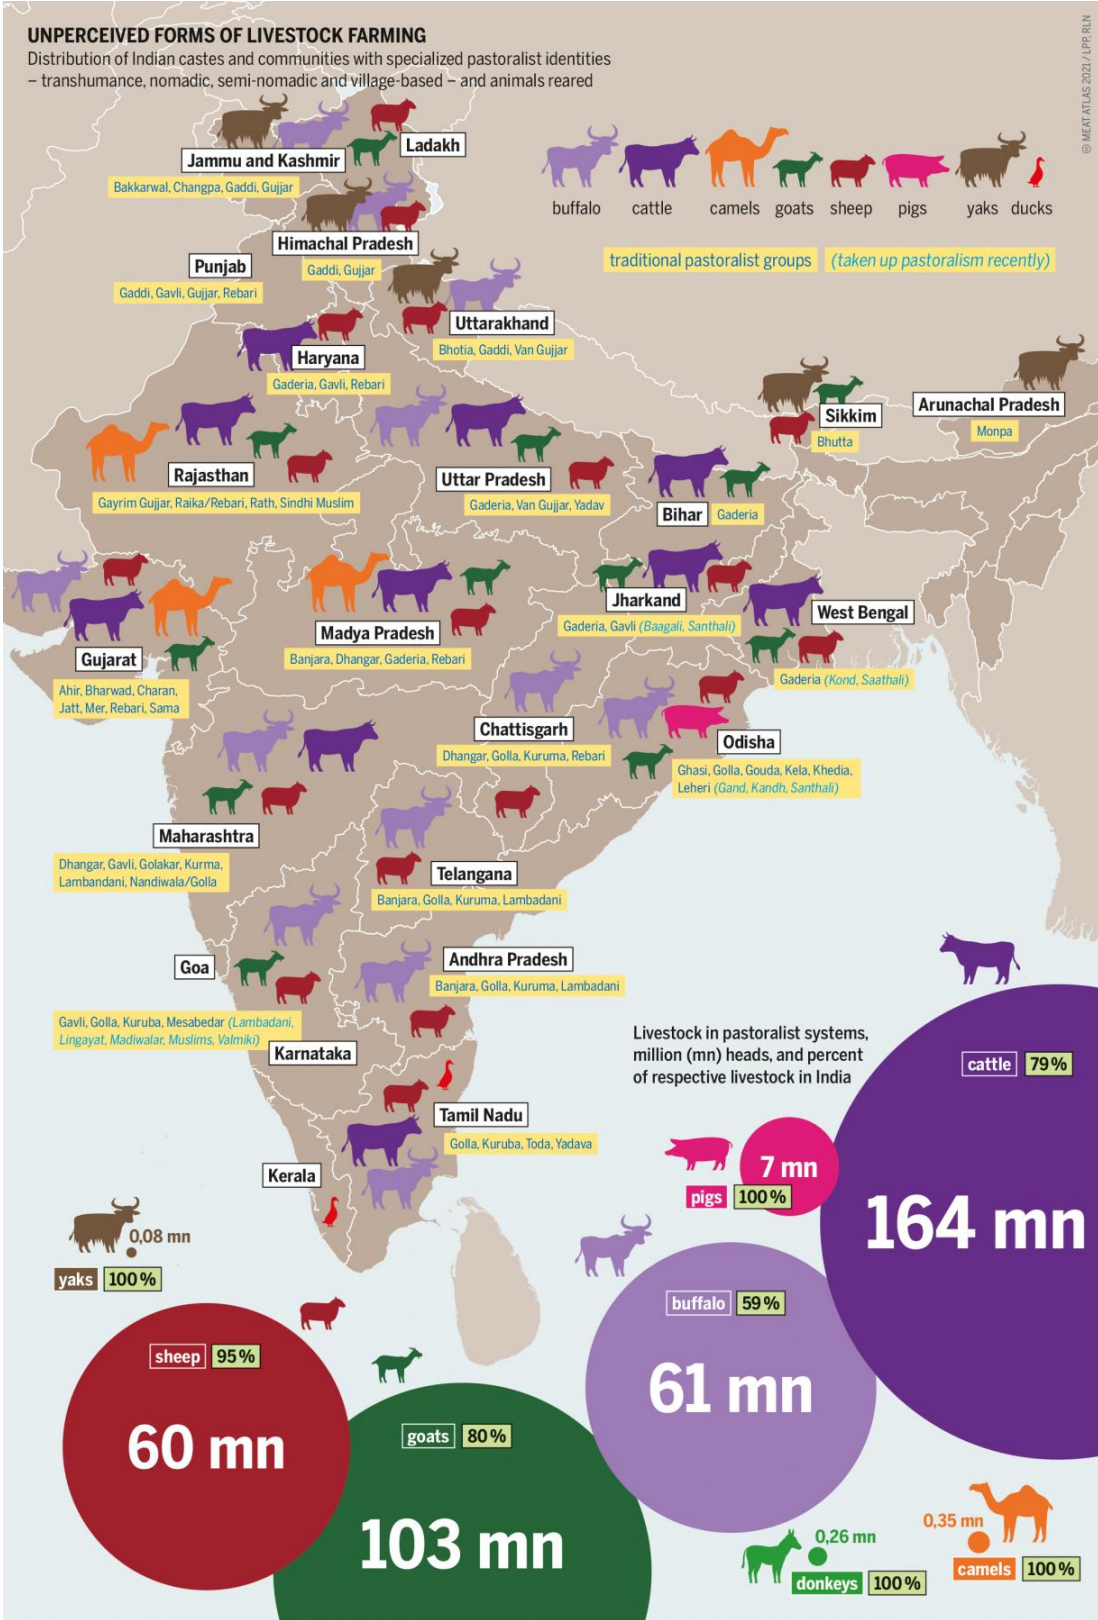 UNPERCEIVED FORMS OF LIVESTOCK FARMING
Distribution of Indian castes and communities with specialized pastoralist identities
– transhumance, nomadic, semi-nomadic and village-based – and animals reared
© MEAT ATLAS 2021 / LPP, RLN
buffalo
cattle
camels
goats
sheep
pigs
yaks
ducks
traditional pastoralist groups
(taken up pastoralism recently)
Ladakh
Jammu and Kashmir
Bakkarwal, Changpa, Gaddi, Gujjar
Himachal Pradesh
Gaddi, Gujjar
Punjab
Gaddi, Gavli, Gujjar, Rebari
Uttarakhand
Bhotia, Gaddi, Van Gujjar
Haryana
Gaderia, Gavli, Rebari
Sikkim
Bhutta
Arunachal Pradesh
Monpa
Rajasthan
Gayrim Gujjar, Raika/Rebari, Rath, Sindhi Muslim
Uttar Pradesh
Gaderia, Van Gujjar, Yadav
Bihar
Gaderia
Jharkand
Gaderia, Gavli (Baagali, Santhali)
West Bengal
Gaderia (Kond, Saathali)
Gujarat
Ahir, Bharwad, Charan,
Jatt, Mer, Rebari, Sama
Madya Pradesh
Banjara, Dhangar, Gaderia, Rebari
Chattisgarh
Dhangar, Golla, Kuruma, Rebari
Odisha
Ghasi, Golla, Gouda, Kela, Khedia,
Leheri (Gand, Kandh, Santhali)
Maharashtra
Dhangar, Gavli, Golakar, Kurma,
Lambandani, Nandiwala/Golla
Telangana
Banjara, Golla, Kuruma, Lambadani
Goa
Andhra Pradesh
Banjara, Golla, Kuruma, Lambadani
Gavli, Golla, Kuruba, Mesabedar (Lambadani,
Lingayat, Madiwalar, Muslims, Valmiki)
Karnataka
Tamil Nadu
Golla, Kuruba, Toda, Yadava
Kerala
Livestock in pastoralist systems,
million (mn) heads, and percent
of respective livestock in India
cattle 79 %
164 mn
7 mn
pigs 100 %
0,08 mn
yaks 100 %
buffalo 59 %
61 mn
sheep 95 %
60 mn
goats 80 %
103 mn
0,26 mn
donkeys 100 %
0,35 mn
camels 100 %